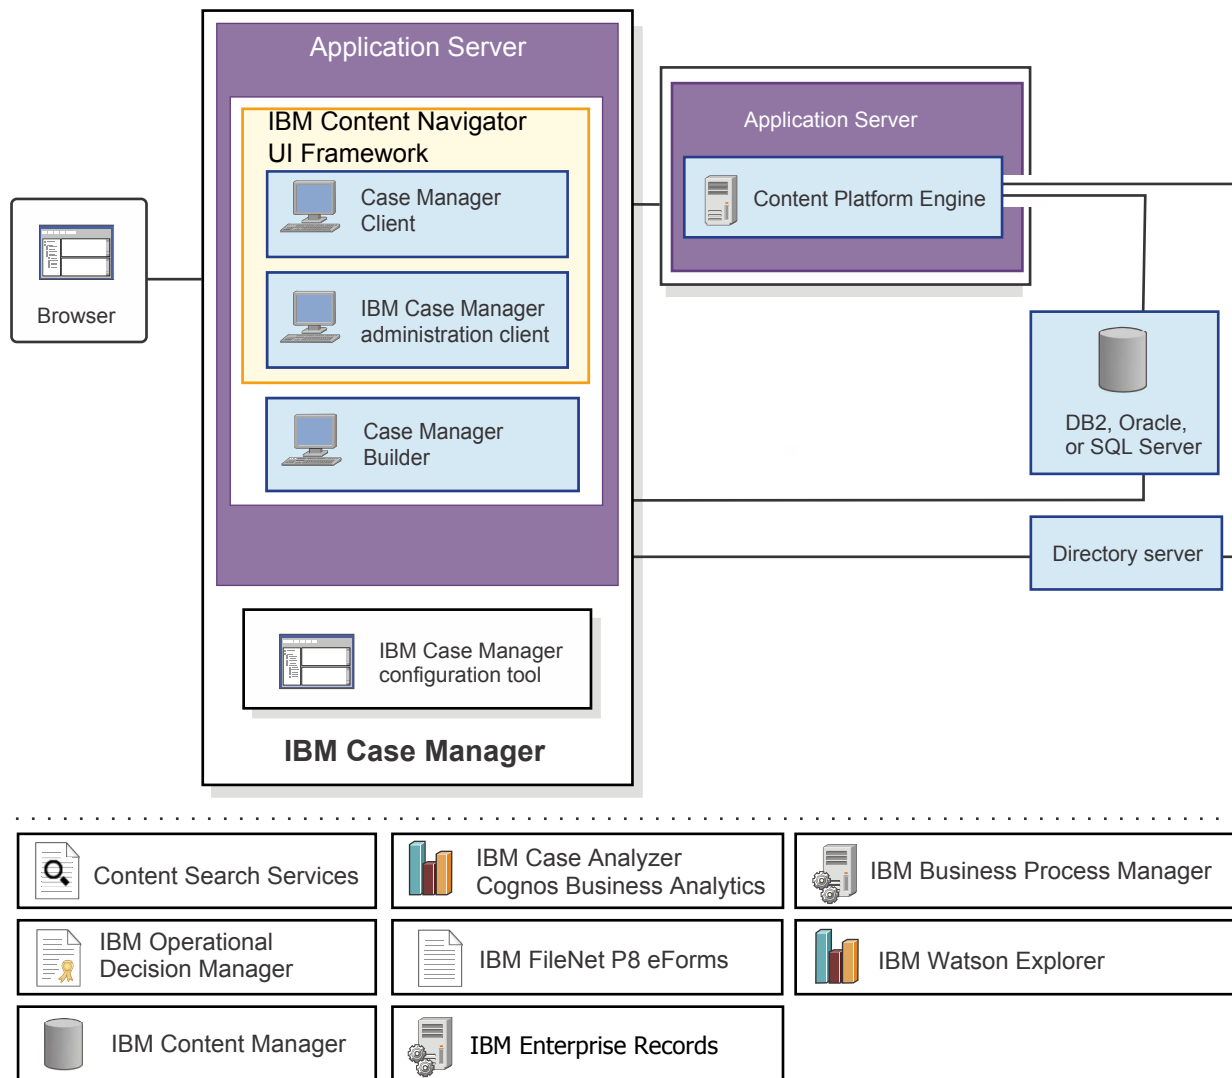 Application Server
IBM Content Navigator
UI Framework
Case Manager
Client
IBM Case Manager
administration client
Case Manager
Builder
Browser
Application Server
Content Platform Engine
DB2, Oracle,
or SQL Server
Directory server
IBM Case Manager
configuration tool
IBM Case Manager
Content Search Services
IBM Case Analyzer
Cognos Business Analytics
IBM Business Process Manager
IBM Operational
Decision Manager
IBM FileNet P8 eForms
IBM Watson Explorer
IBM Content Manager
IBM Enterprise Records